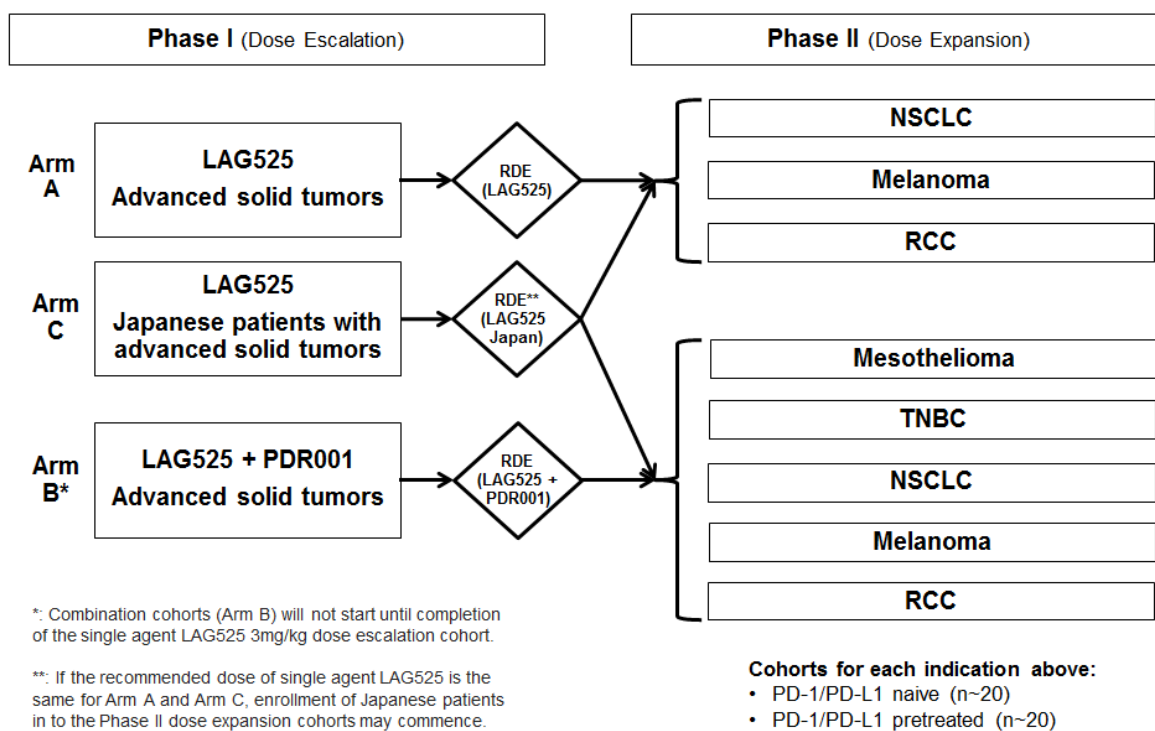 Phase I (Dose Escalation)
Phase II (Dose Expansion)
Arm
A
LAG525
Advanced solid tumors
RDE
(LAG525)
NSCLC
Melanoma
RCC
Arm
C
LAG525
Japanese patients with
advanced solid tumors
RDE**
(LAG525
Japan)
Arm
B*
LAG525 + PDR001
Advanced solid tumors
RDE
(LAG525 +
PDR001)
Mesothelioma
TNBC
NSCLC
Melanoma
RCC
*: Combination cohorts (Arm B) will not start until completion
of the single agent LAG525 3mg/kg dose escalation cohort.
**: If the recommended dose of single agent LAG525 is the
same for Arm A and Arm C, enrollment of Japanese patients
in to the Phase II dose expansion cohorts may commence.
Cohorts for each indication above:
• PD-1/PD-L1 naive (n~20)
• PD-1/PD-L1 pretreated (n~20)